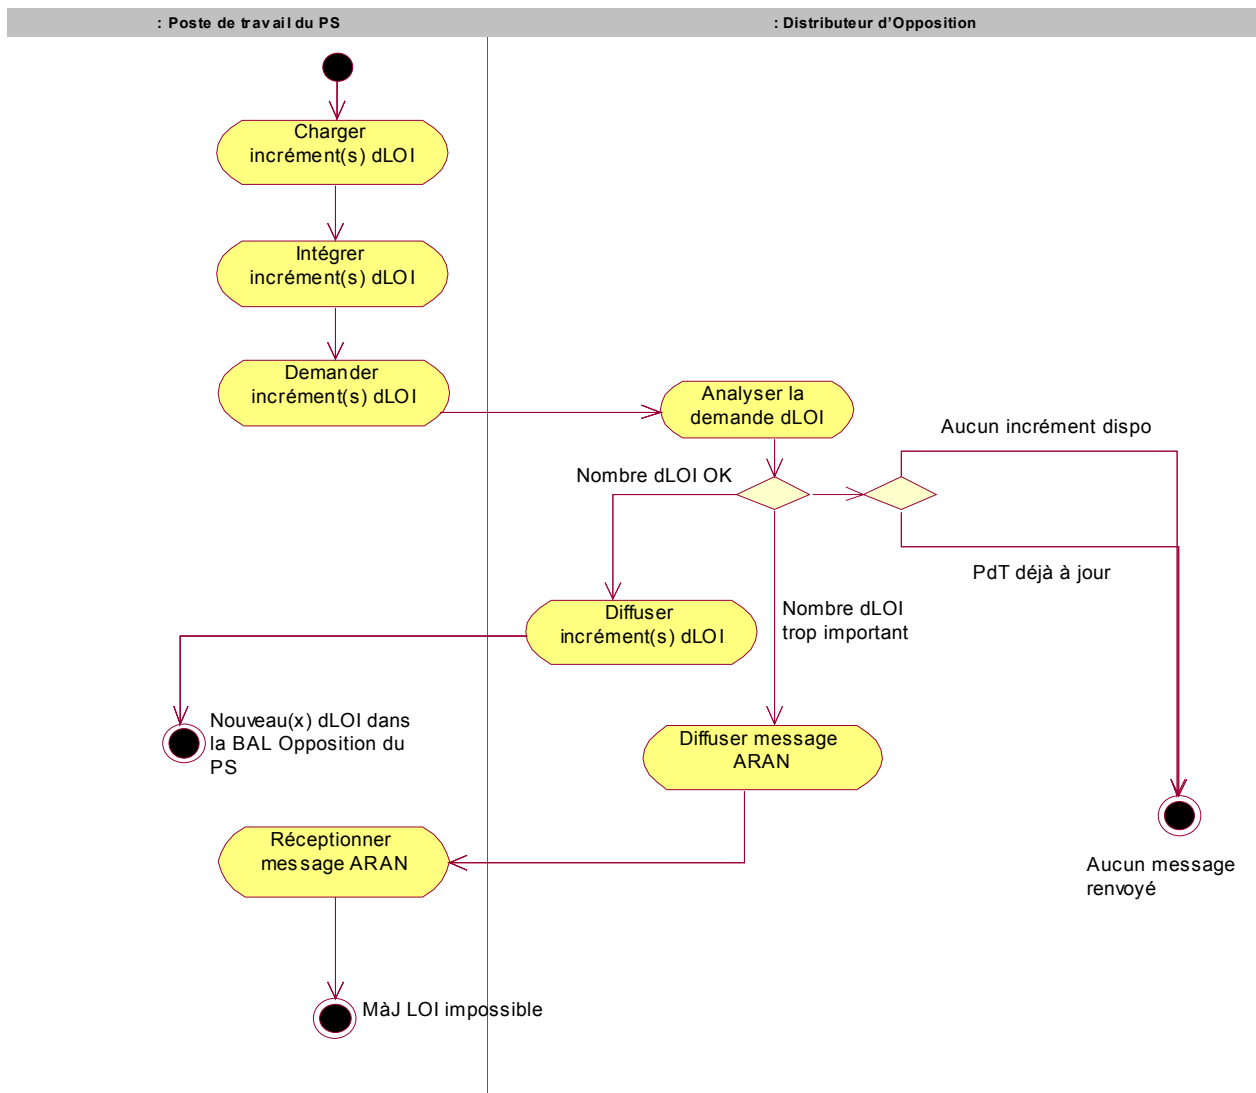 : Poste de travail du PS
: Distributeur d'Opposition
Charger
incrément(s) dLOI
Intégrer
incrément(s) dLOI
Demander
incrément(s) dLOI
Analyser la
demande dLOI
Aucun incrément dispo
Nombre dLOI OK
PdT déjà à jour
Diffuser
incrément(s) dLOI
Nombre dLOI
trop important
Nouveau(x) dLOI dans
la BAL Opposition du
PS
Diffuser message
ARAN
Réceptionner
message ARAN
Aucun message
renvoyé
MàJ LOI impossible